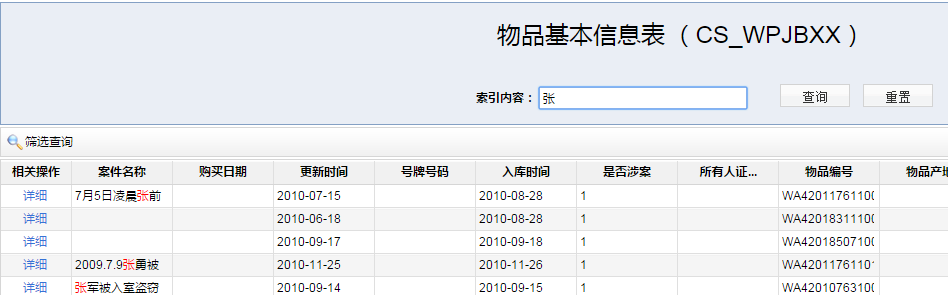 物品基本信息表 （ CS_WPJBXX ）
索引内容： 张 查询 重置
筛选查询
相关操作 案件名称 购买日期 更新时间 号牌号码 入库时间 是否涉案 所有人证... 物品编号 物品产
详细 7月5日凌晨张前 2010-07-15 2010-08-28 1 WA42011761100
详细 2010-06-18 2010-08-28 1 WA42018311100
详细 2010-09-17 2010-09-18 1 WA42018507100
详细 2009.7.9张勇被 2010-11-25 2010-11-26 1 WA4201176110
详细 张军被入室盗窃 2010-09-14 2010-09-15 1 WA42010763100